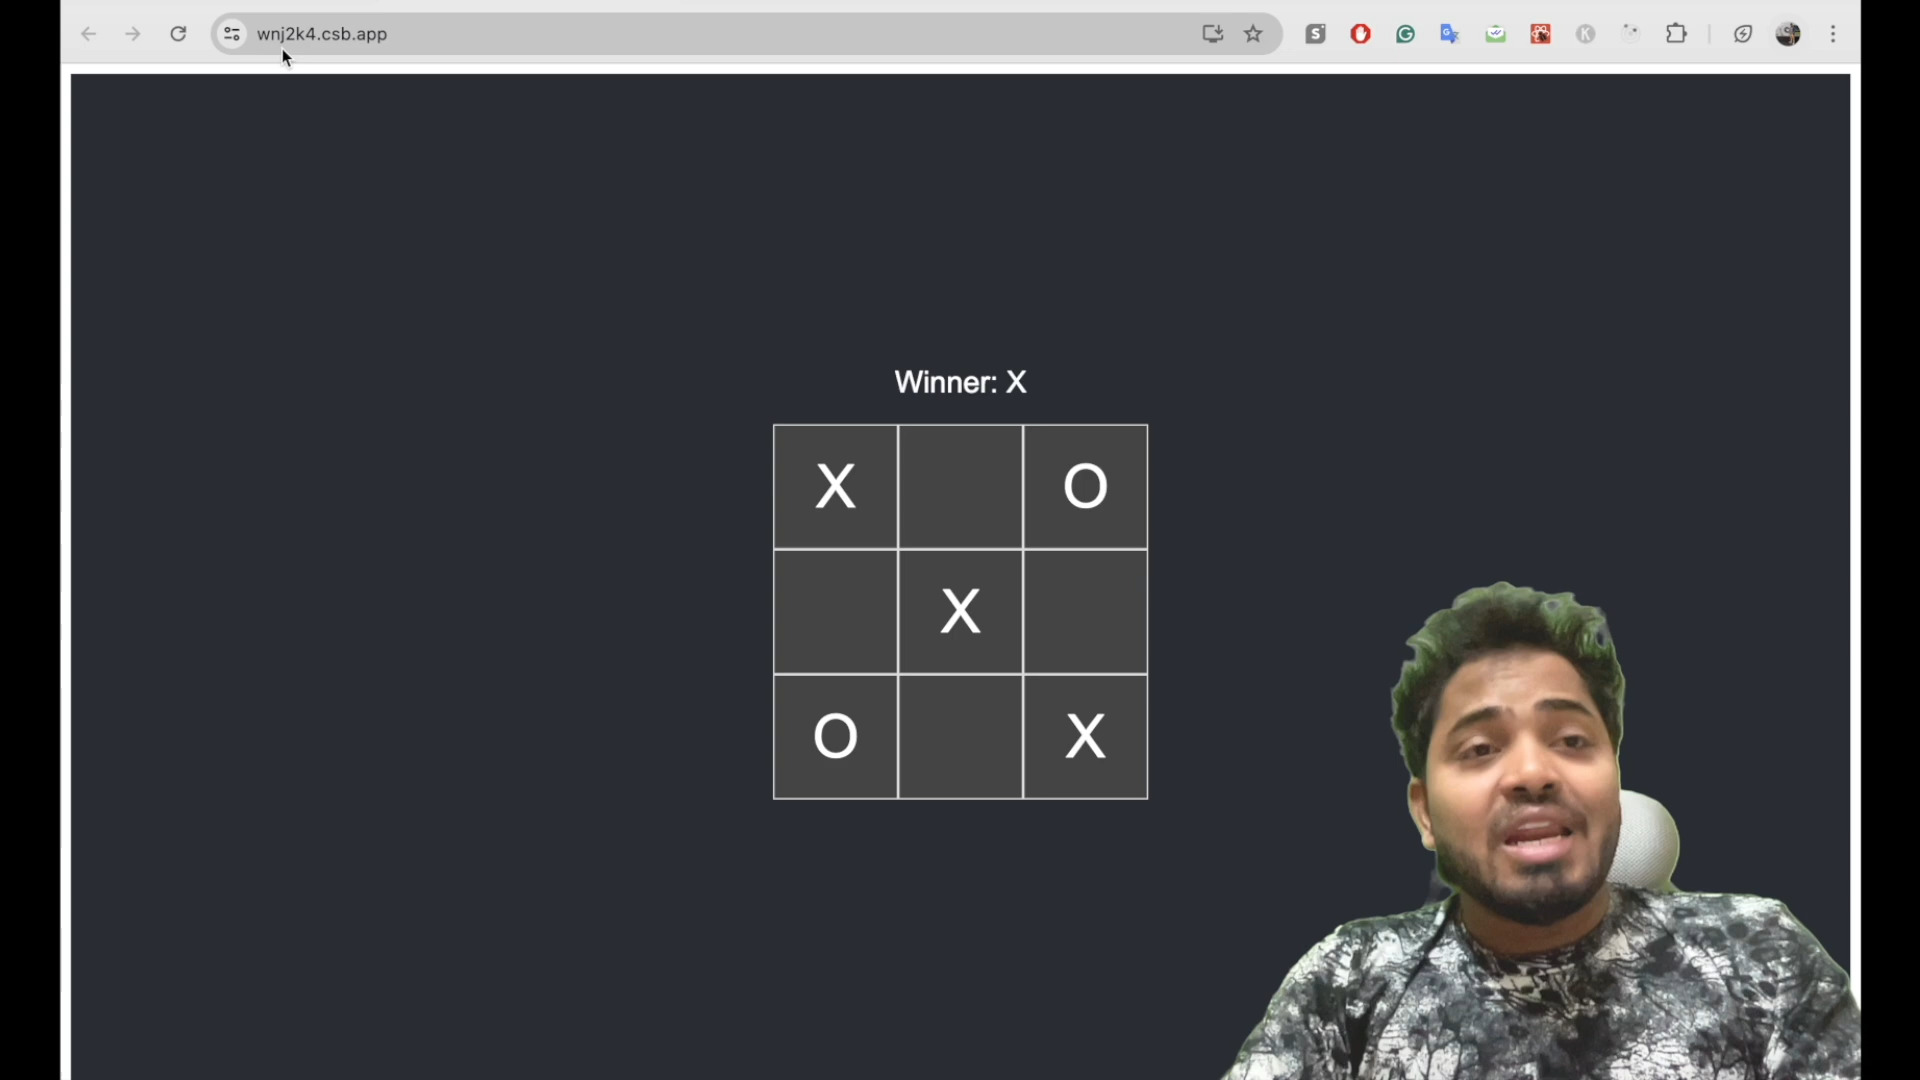 wnj2k4.csb.app
Winner: X
X O
X
O X